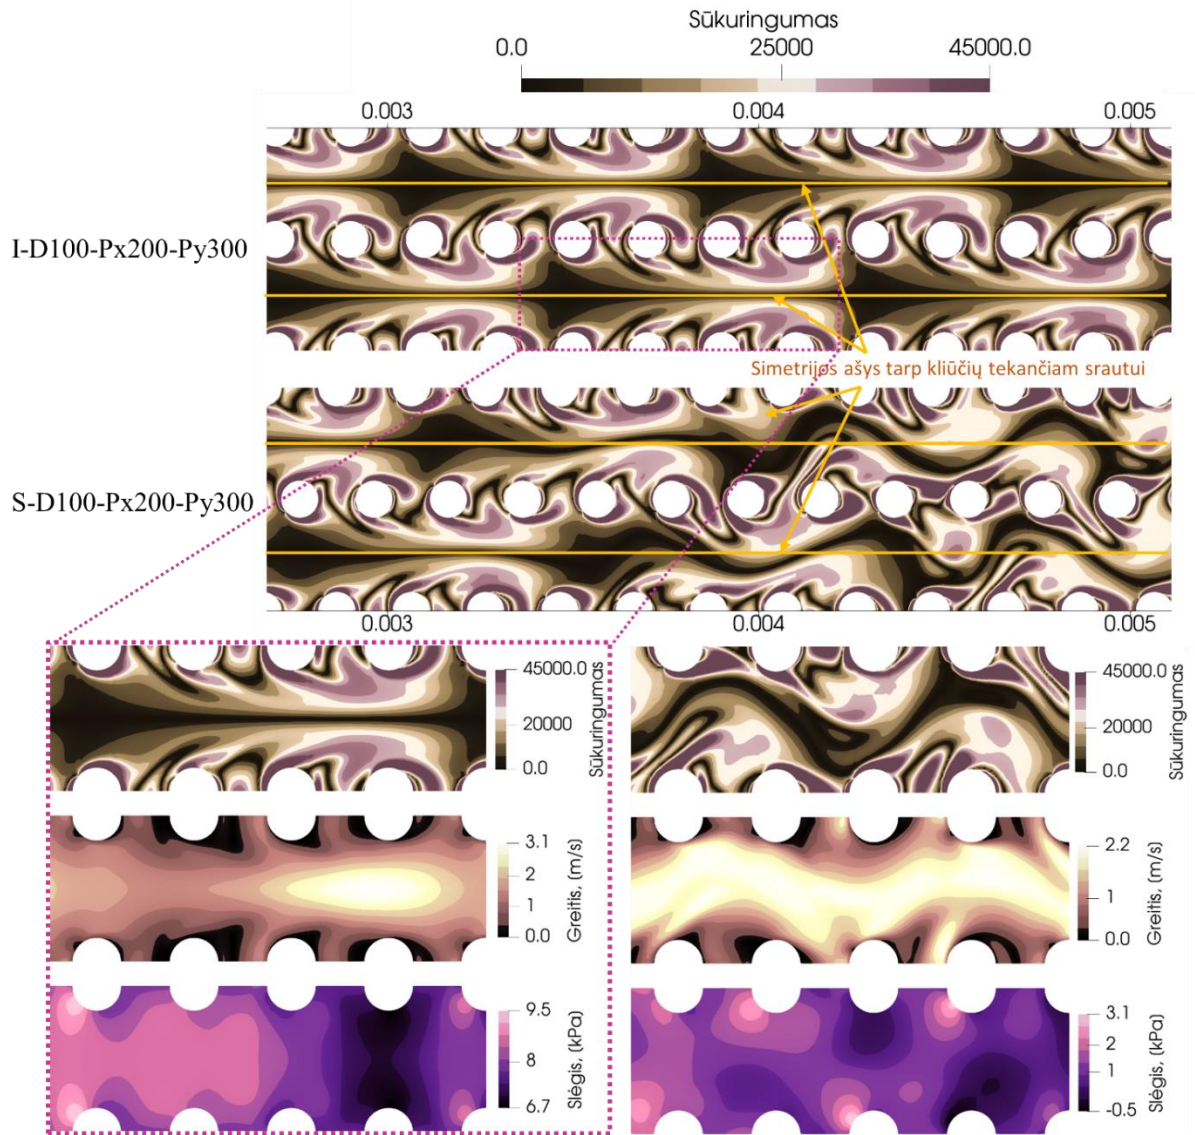 Sūkuringumas
0.0 25000 45000.0
0.003 0.004 0.005
I-D100-Px200-Py300
Simetrijos ašys tarp kliūčių tekančiam srautui
S-D100-Px200-Py300
0.003 0.004 0.005
45000.0
20000
0.0
Sūkuringumas
45000.0
20000
0.0
Sūkuringumas
3.1
2
1
0.0
Greitis, (m/s)
2.2
1
0.0
Greitis, (m/s)
9.5
8
6.7
Slėgis, (kPa)
3.1
2
1
-0.5
Slėgis, (kPa)